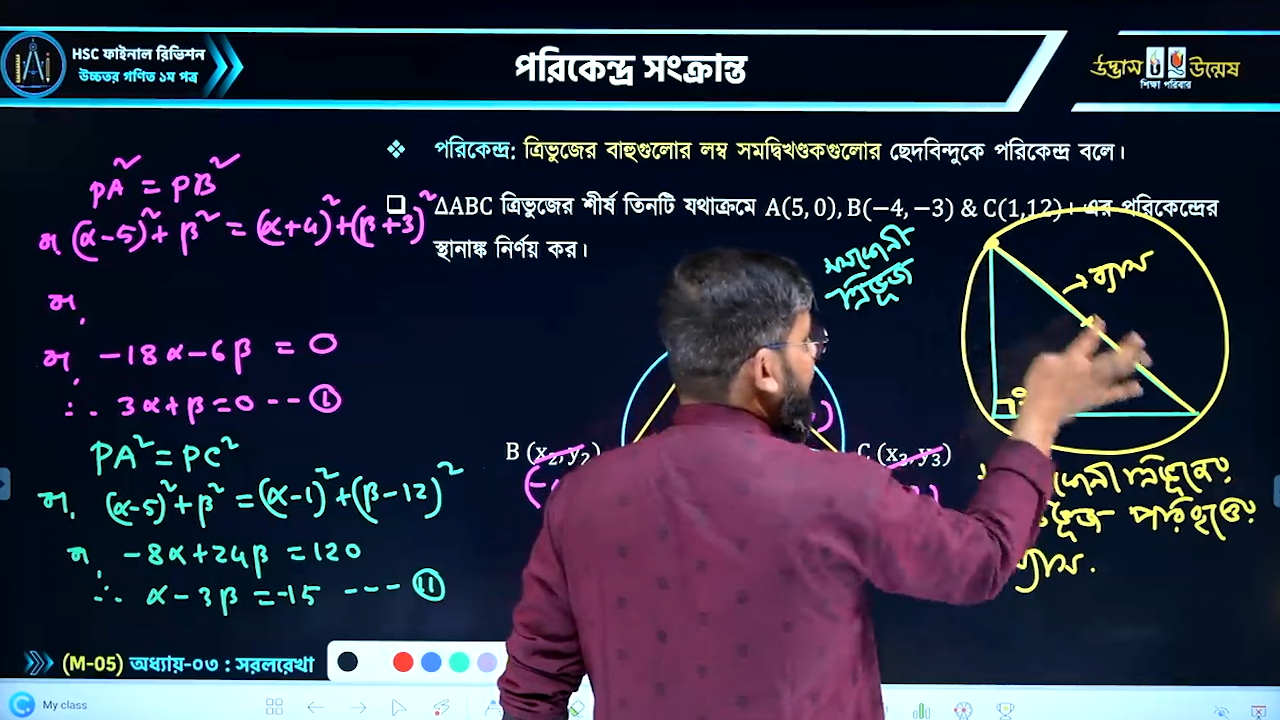 HSC ফাইনাল রিভিশন
উচ্চতর গণিত ১ম পত্র
পরিকেন্দ্র সংক্রান্ত
উদ্ভাস উন্মেষ
শিক্ষা পরিবার
❖ পরিকেন্দ্র: ত্রিভুজের বাহুগুলোর লম্ব সমদ্বিখণ্ডকগুলোর ছেদবিন্দুকে পরিকেন্দ্র বলে।
❑ ΔABC ত্রিভুজের শীর্ষ তিনটি যথাক্রমে A(5, 0), B(−4, −3) & C(1,12)। এর পরিকেন্দ্রের
স্থানাঙ্ক নির্ণয় কর।
PA² = PB²
বা (α-5)² + β² = (α+4)² + (β+3)²
বা,
বা, -18α - 6β = 0
∴ 3α + β = 0 --- ①
PA² = PC²
বা, (α-5)² + β² = (α-1)² + (β-12)²
বা, -8α + 24β = 120
∴ α - 3β = -15 --- ⑪
সমকোণী
ত্রিভুজ
→ ব্যাস
B (x₂, y₂)
C (x₃, y₃)
ত্রিভুজের
পরিবৃত্তের
ব্যাস.
(M-05) অধ্যায়-০৩ : সরলরেখা
My class